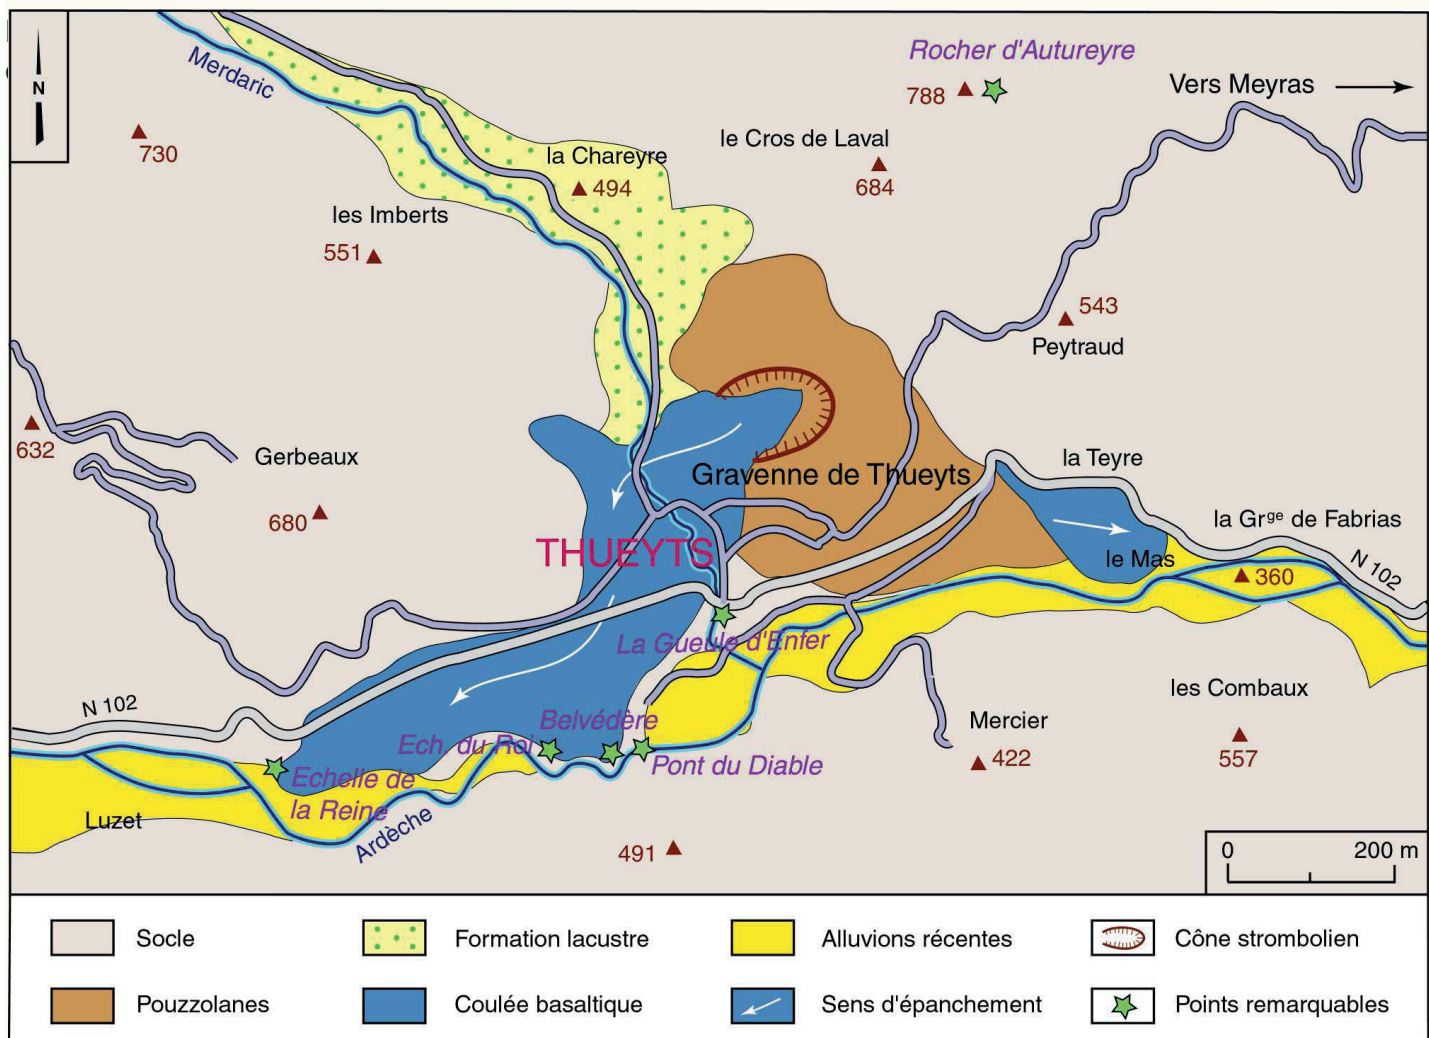 Rocher d'Autureyre
788
Vers Meyras
Merdaric
N
730
le Cros de Laval
684
la Chareyre
494
les Imberts
551
543
Peytraud
632
Gerbeaux
680
Gravenne de Thueyts
la Teyre
la Grge de Fabrias
THUEYTS
le Mas
360
N 102
La Gueule d'Enfer
les Combaux
557
N 102
Belvédère
Ech. du Roi
Mercier
422
Pont du Diable
Echelle de
la Reine
Luzet
Ardèche
491
0 200 m
Socle
Formation lacustre
Alluvions récentes
Cône strombolien
Pouzzolanes
Coulée basaltique
Sens d'épanchement
Points remarquables